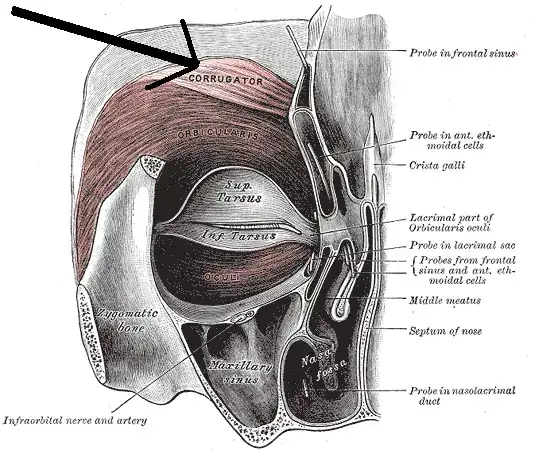 CORRUGATOR
ORBICULARIS
Sup.
Tarsus
Inf. Tarsus
OCULI
Zygomatic
bone
Maxillary
sinus
Nasal
fossa
Infraorbital nerve and artery
Probe in frontal sinus
Probe in ant. eth-
moidal cells
Crista galli
Lacrimal part of
Orbicularis oculi
Probe in lacrimal sac
Probes from frontal
sinus and ant. eth-
moidal cells
Middle meatus
Septum of nose
Probe in nasolacrimal
duct